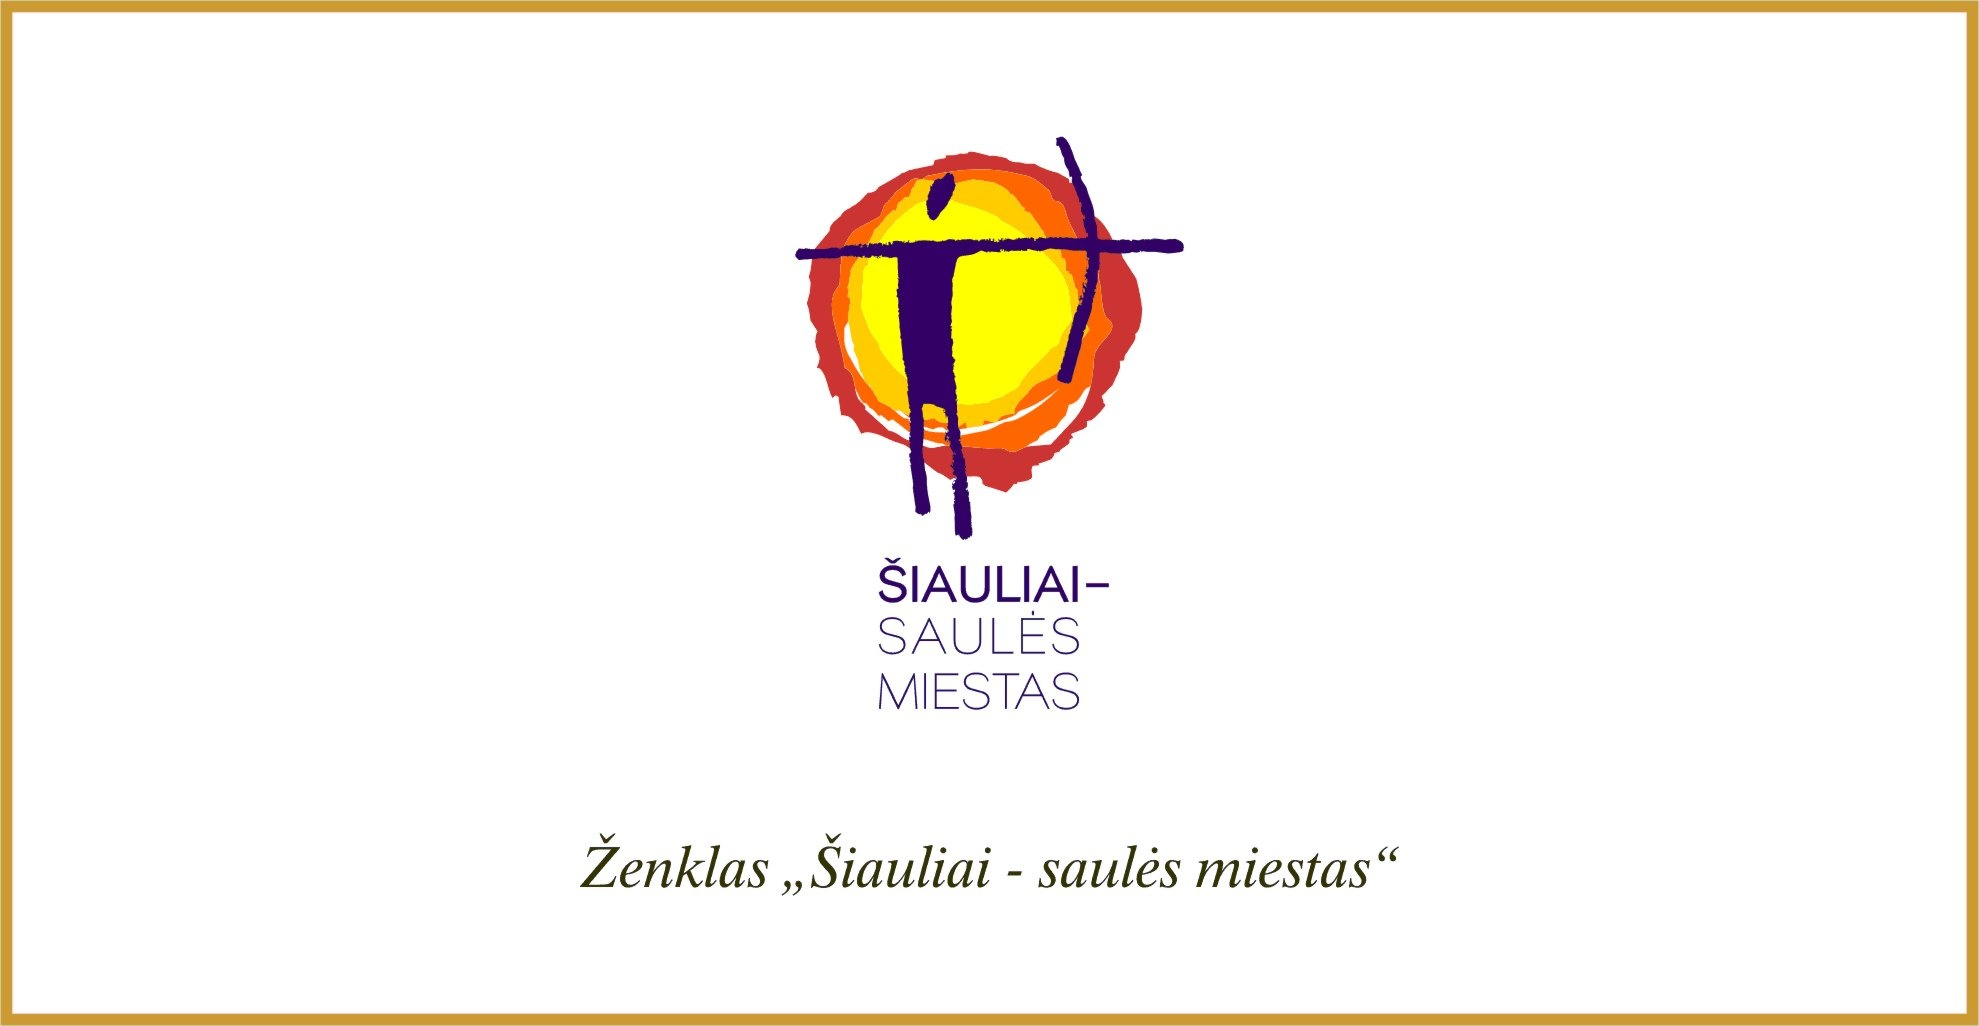 ŠIAULIAI–
SAULĖS
MIESTAS
Ženklas „Šiauliai - saulės miestas“